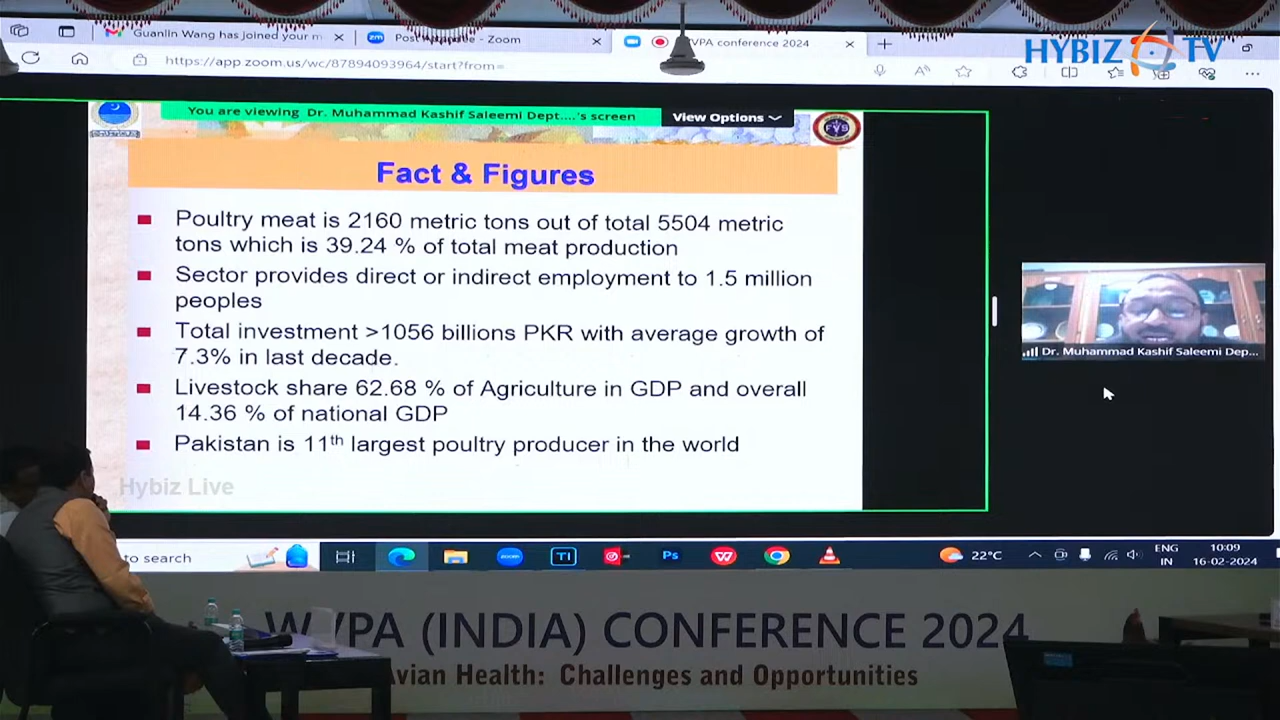 Guanlin Wang has joined your m
Zoom
VPA conference 2024
HYBIZ TV
https://app.zoom.us/wc/87894093964/start?from=
You are viewing Dr. Muhammad Kashif Saleemi Dept....'s screen
View Options
FVS
Fact & Figures
Poultry meat is 2160 metric tons out of total 5504 metric
tons which is 39.24 % of total meat production
Sector provides direct or indirect employment to 1.5 million
peoples
Total investment >1056 billions PKR with average growth of
7.3% in last decade.
Livestock share 62.68 % of Agriculture in GDP and overall
14.36 % of national GDP
Pakistan is 11th largest poultry producer in the world
Dr. Muhammad Kashif Saleemi Dep...
Hybiz Live
to search
zoom
TI
Ps
22°C
ENG
IN
10:09
16-02-2024
VPA (INDIA) CONFERENCE 2024
Avian Health: Challenges and Opportunities